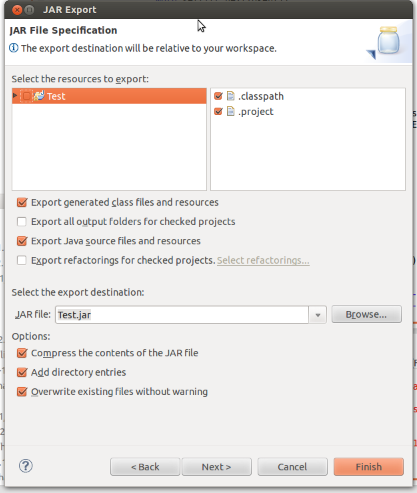 JAR Export
JAR File Specification
The export destination will be relative to your workspace.
Select the resources to export:
Test
.classpath
.project
Export generated class files and resources
Export all output folders for checked projects
Export Java source files and resources
Export refactorings for checked projects. Select refactorings...
Select the export destination:
JAR file: Test.jar Browse...
Options:
Compress the contents of the JAR file
Add directory entries
Overwrite existing files without warning
? < Back Next > Cancel Finish